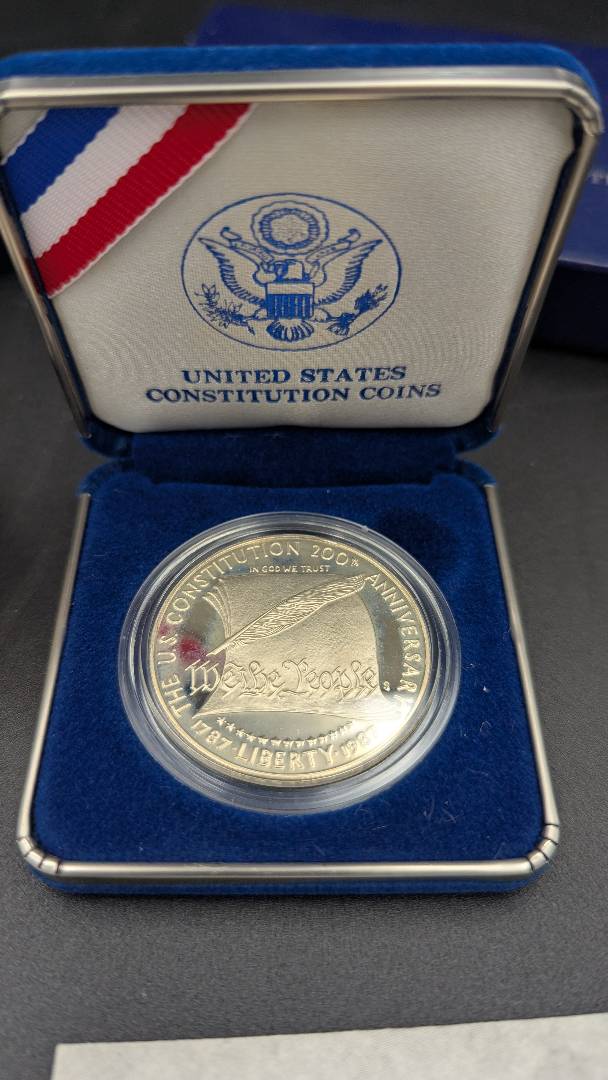 UNITED STATES
CONSTITUTION COINS
THE U.S. CONSTITUTION 200TH ANNIVERSARY
IN GOD WE TRUST
We the People
S
1787 · LIBERTY · 1987